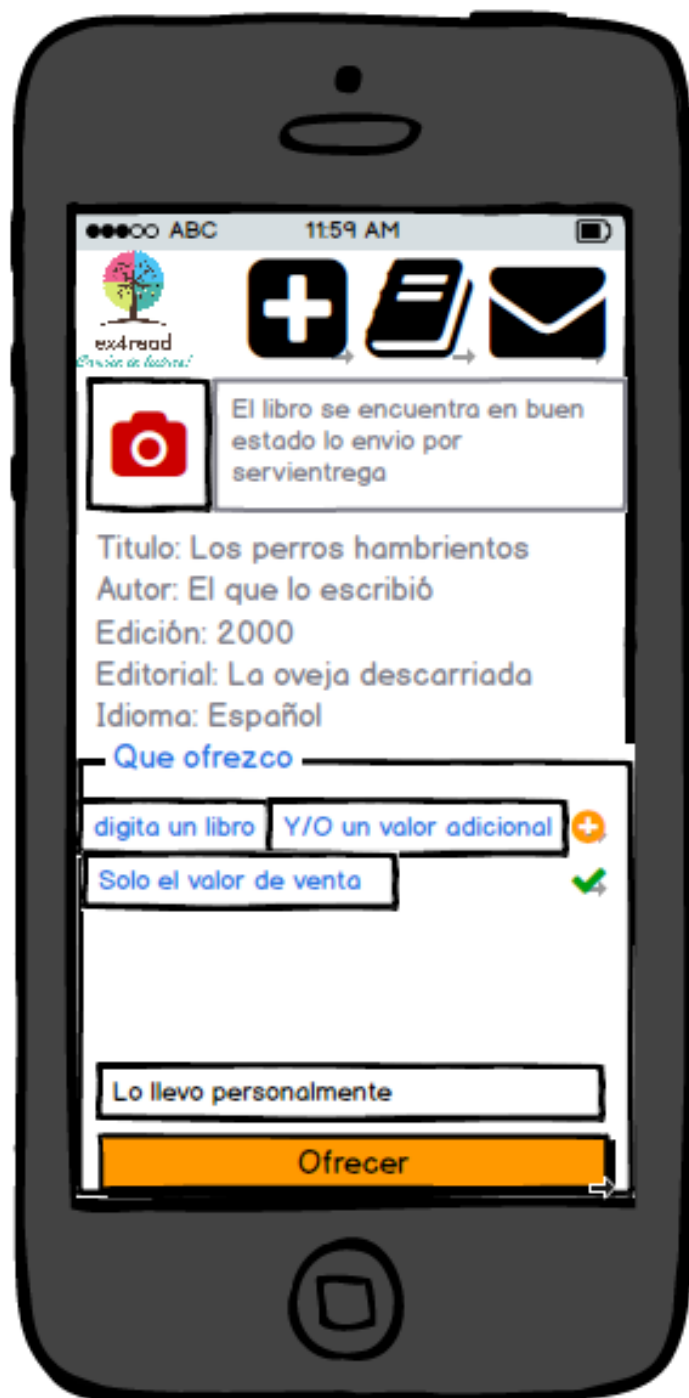 ABC 11:59 AM
ex4read
El libro se encuentra en buen
estado lo envio por
servientrega
Titulo: Los perros hambrientos
Autor: El que lo escribió
Edición: 2000
Editorial: La oveja descarriada
Idioma: Español
Que ofrezco
digita un libro Y/O un valor adicional
Solo el valor de venta
Lo llevo personalmente
Ofrecer